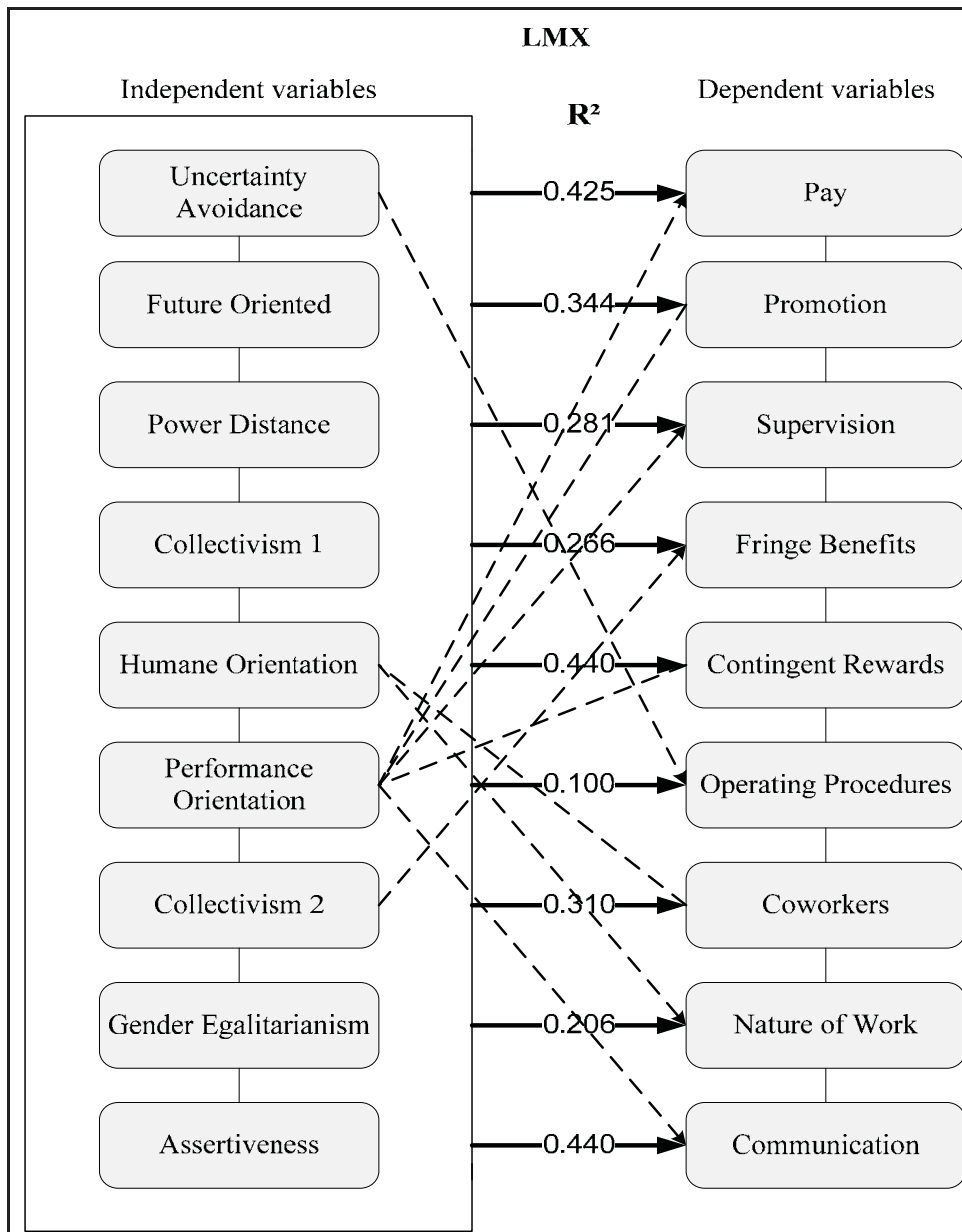 LMX
Independent variables
R²
Dependent variables
Uncertainty
Avoidance
0.425
Pay
Future Oriented
0.344
Promotion
Power Distance
0.281
Supervision
Collectivism 1
0.266
Fringe Benefits
Humane Orientation
0.440
Contingent Rewards
Performance
Orientation
0.100
Operating Procedures
Collectivism 2
0.310
Coworkers
Gender Egalitarianism
0.206
Nature of Work
Assertiveness
0.440
Communication